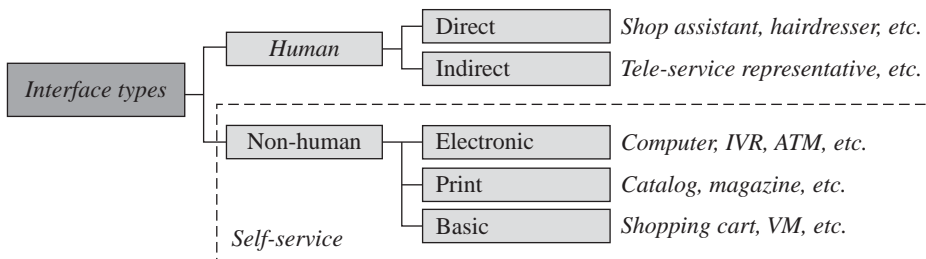 Human
Direct
Shop assistant, hairdresser, etc.
Indirect
Tele-service representative, etc.
Interface types
Non-human
Electronic
Computer, IVR, ATM, etc.
Print
Catalog, magazine, etc.
Basic
Shopping cart, VM, etc.
Self-service